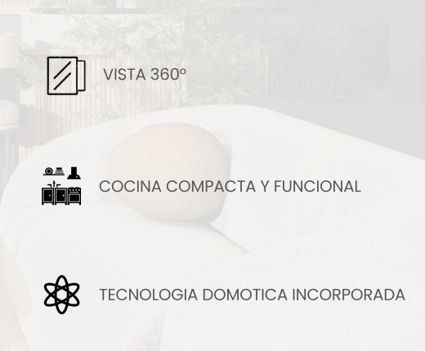 VISTA 360º
COCINA COMPACTA Y FUNCIONAL
TECNOLOGIA DOMOTICA INCORPORADA